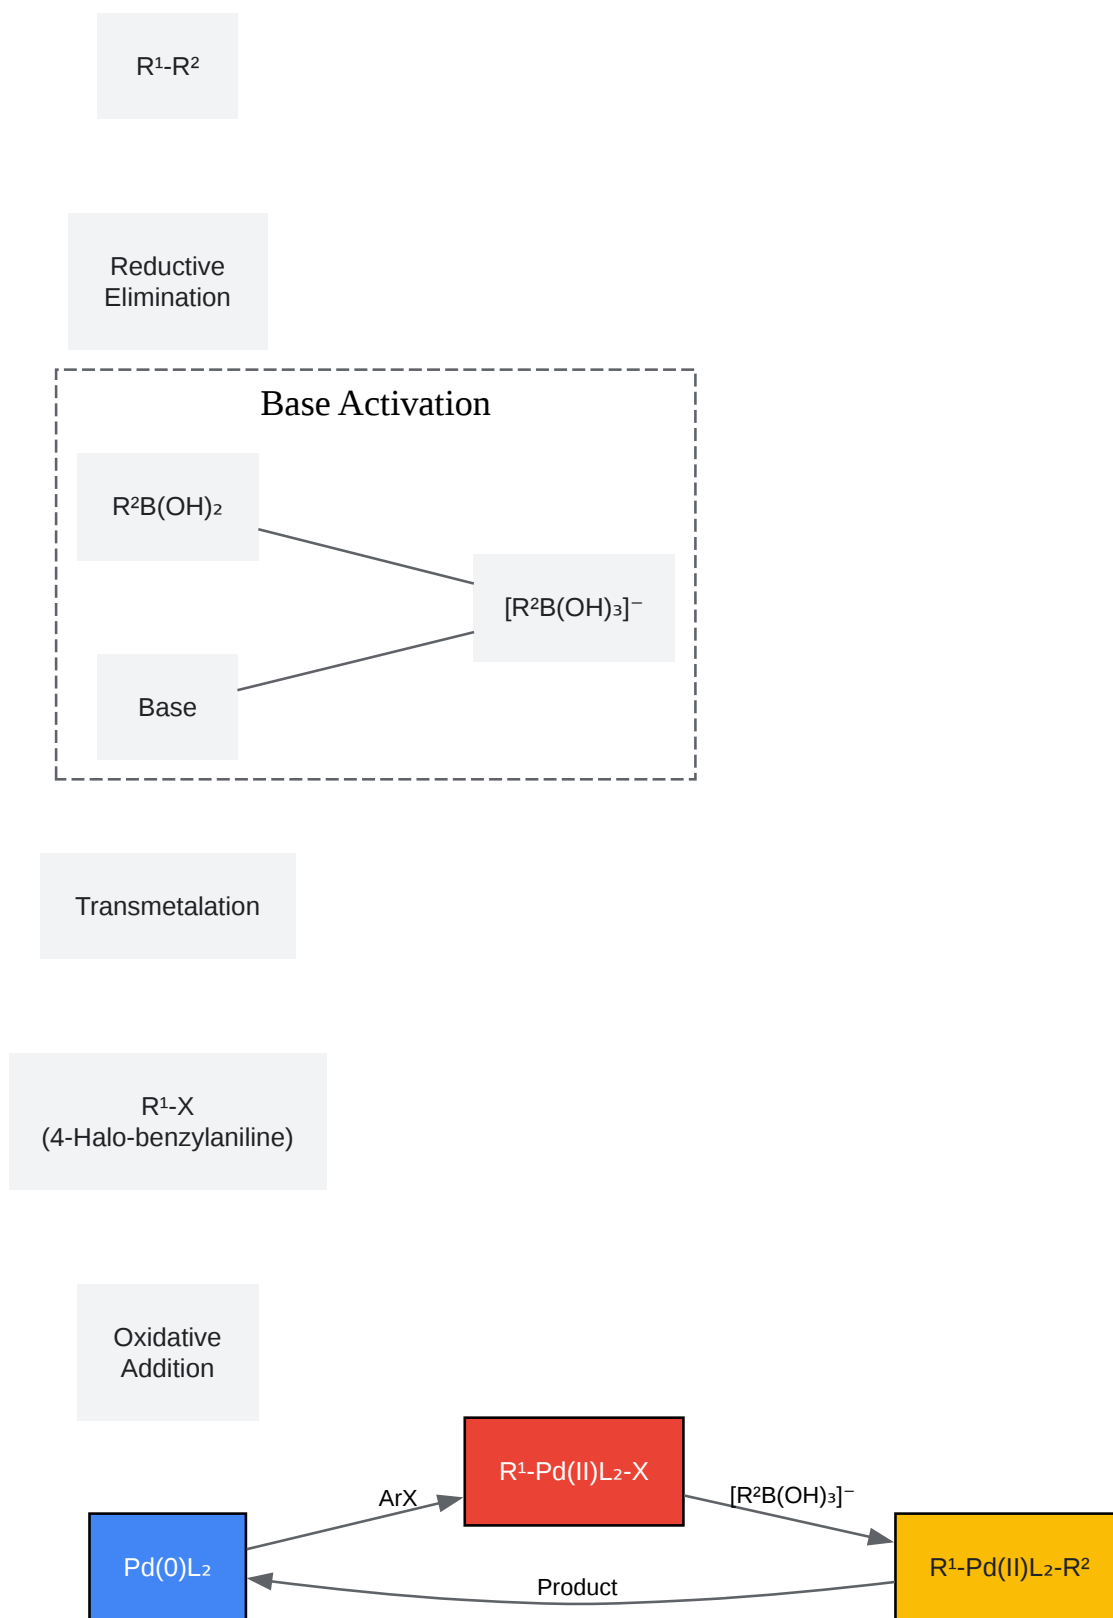 R¹-R²
Reductive
Elimination
Base Activation
R²B(OH)₂
[R²B(OH)₃]⁻
Base
Transmetalation
R¹-X
(4-Halo-benzylaniline)
Oxidative
Addition
R¹-Pd(II)L₂-X
ArX
[R²B(OH)₃]⁻
Pd(0)L₂
R¹-Pd(II)L₂-R²
Product